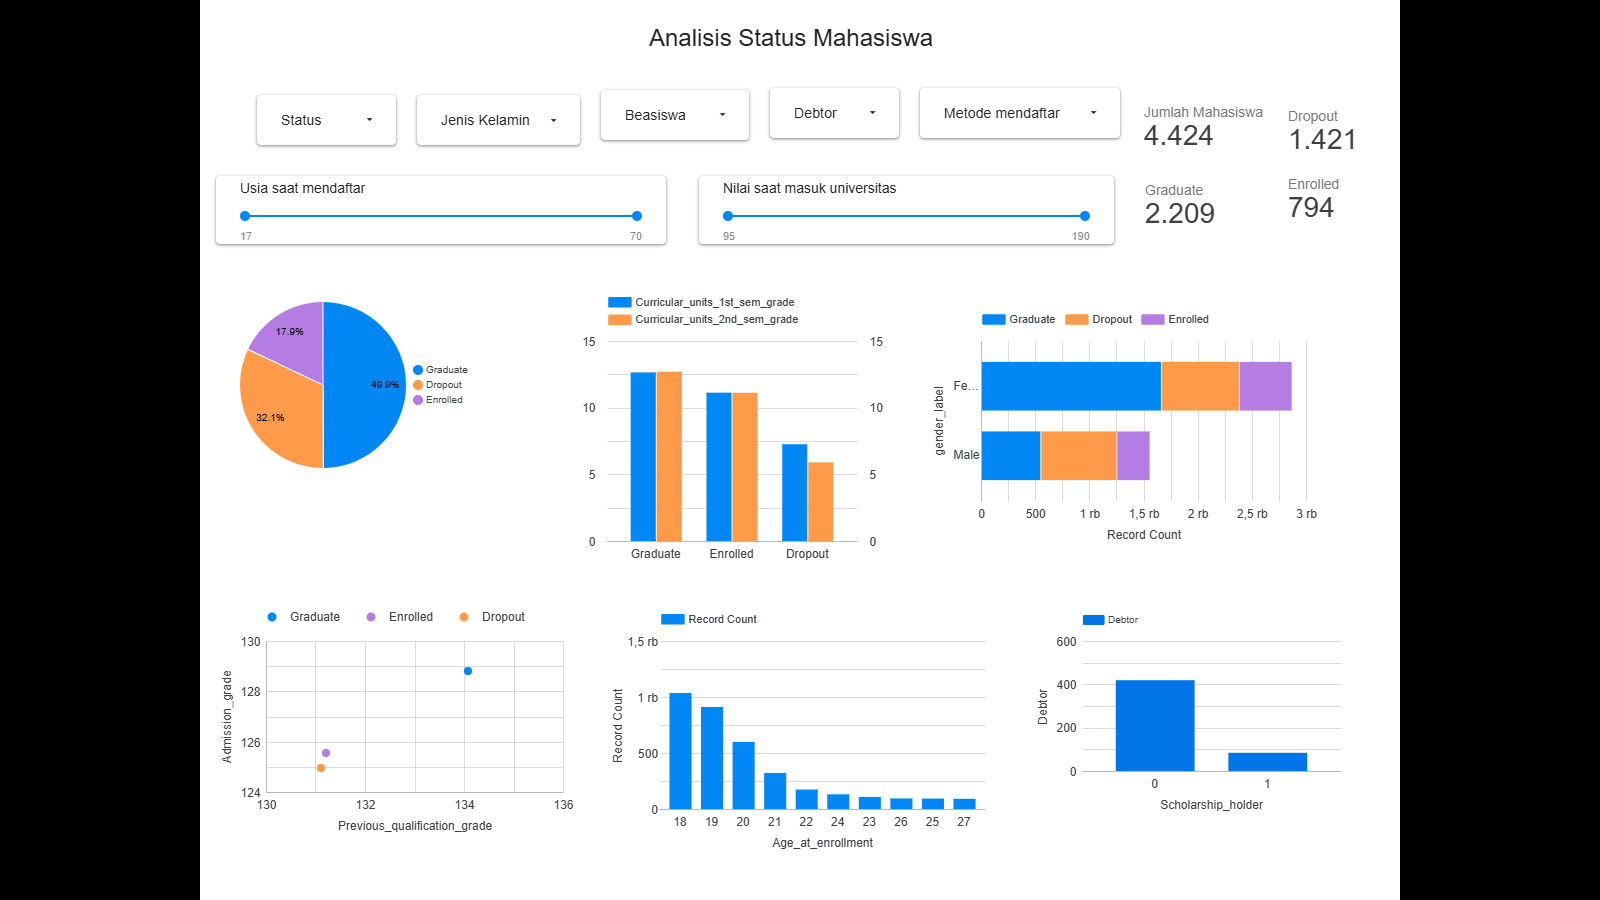 Analisis Status Mahasiswa
Status
Jenis Kelamin
Beasiswa
Debtor
Metode mendaftar
Jumlah Mahasiswa
4.424
Dropout
1.421
Usia saat mendaftar
17
70
Nilai saat masuk universitas
95
190
Graduate
2.209
Enrolled
794
17.9%
49.9%
32.1%
Graduate
Dropout
Enrolled
Curricular_units_1st_sem_grade
Curricular_units_2nd_sem_grade
15
15
10
10
5
5
0
0
Graduate
Enrolled
Dropout
Graduate
Dropout
Enrolled
gender_label
Fe...
Male
0
500
1 rb
1,5 rb
2 rb
2,5 rb
3 rb
Record Count
Graduate
Enrolled
Dropout
Admission_grade
130
128
126
124
130
132
134
136
Previous_qualification_grade
Record Count
Record Count
1,5 rb
1 rb
500
0
18
19
20
21
22
24
23
26
25
27
Age_at_enrollment
Debtor
Debtor
600
400
200
0
0
1
Scholarship_holder